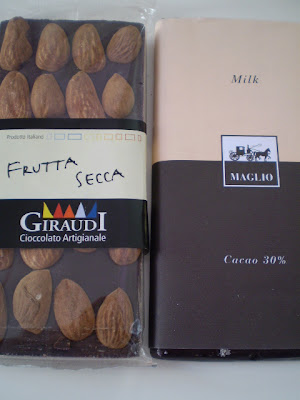 Prodotto Italiano
FRUTTA
SECCA
GIRAUDI
Cioccolato Artigianale
Milk
MAGLIO
Cacao 30%